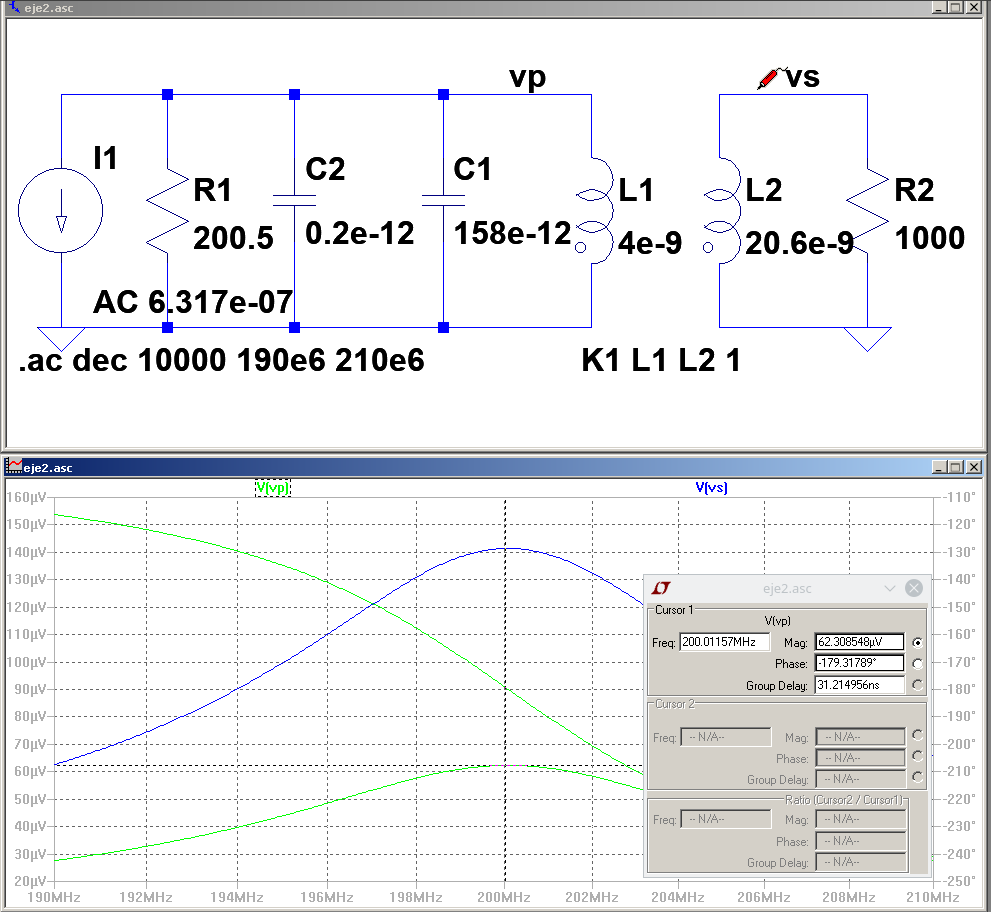 eje2.asc
vp
vs
I1
R1
200.5
C2
0.2e-12
C1
158e-12
L1
4e-9
L2
20.6e-9
R2
1000
AC 6.317e-07
.ac dec 10000 190e6 210e6
K1 L1 L2 1
eje2.asc
V(vp)
V(vs)
160µV
150µV
140µV
130µV
120µV
110µV
100µV
90µV
80µV
70µV
60µV
50µV
40µV
30µV
20µV
-110°
-120°
-130°
-140°
-150°
-160°
-170°
-180°
-190°
-200°
-210°
-220°
-230°
-240°
-250°
190MHz
192MHz
194MHz
196MHz
198MHz
200MHz
202MHz
204MHz
206MHz
208MHz
210MHz
eje2.asc
Cursor 1
V(vp)
Freq: 200.01157MHz Mag: 62.308548µV
Phase: -179.31789°
Group Delay: 31.214956ns
Cursor 2
Freq: -- N/A-- Mag: -- N/A--
Phase: -- N/A--
Group Delay: -- N/A--
Ratio (Cursor2 / Cursor1)
Freq: -- N/A-- Mag: -- N/A--
Phase: -- N/A--
Group Delay: -- N/A--